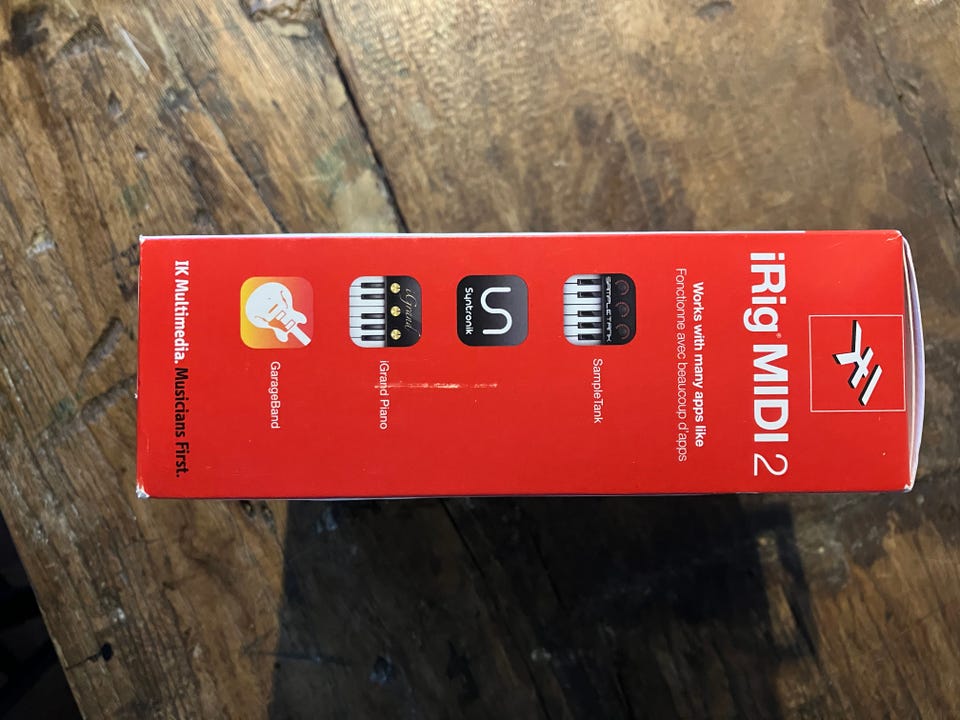 iRig® MIDI 2
Works with many apps like
Fonctionne avec beaucoup d'apps
SAMPLETANK
SampleTank
Syntronik
iGrand
iGrand Piano
GarageBand
IK Multimedia. Musicians First.